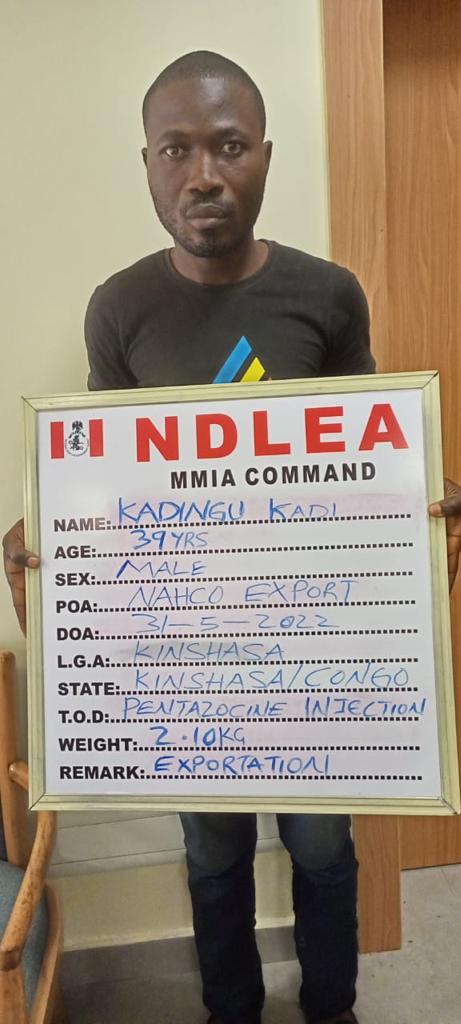 NDLEA
MMIA COMMAND
NAME: KADINGU KADI
AGE: 39YRS
SEX: MALE
POA: NAHCO EXPORT
DOA: 31-5-2022
L.G.A: KINSHASA
STATE: KINSHASA/CONGO
T.O.D: PENTAZOCINE INJECTION
WEIGHT: 2.10KG
REMARK: EXPORTATION